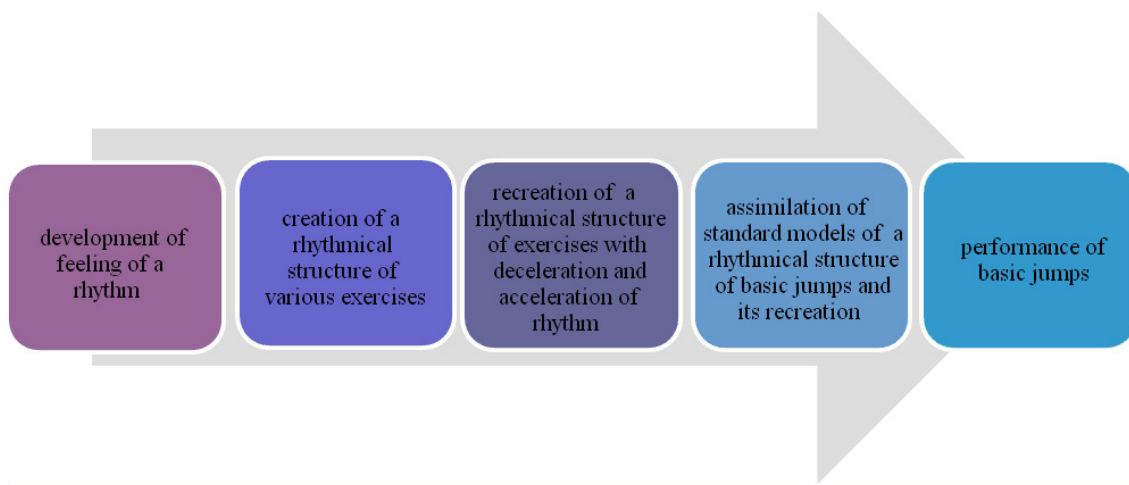 development of
feeling of a
rhythm
creation of a
rhythmical
structure of
various exercises
recreation of a
rhythmical structure
of exercises with
deceleration and
acceleration of
rhythm
assimilation of
standard models of a
rhythmical structure
of basic jumps and
its recreation
performance of
basic jumps